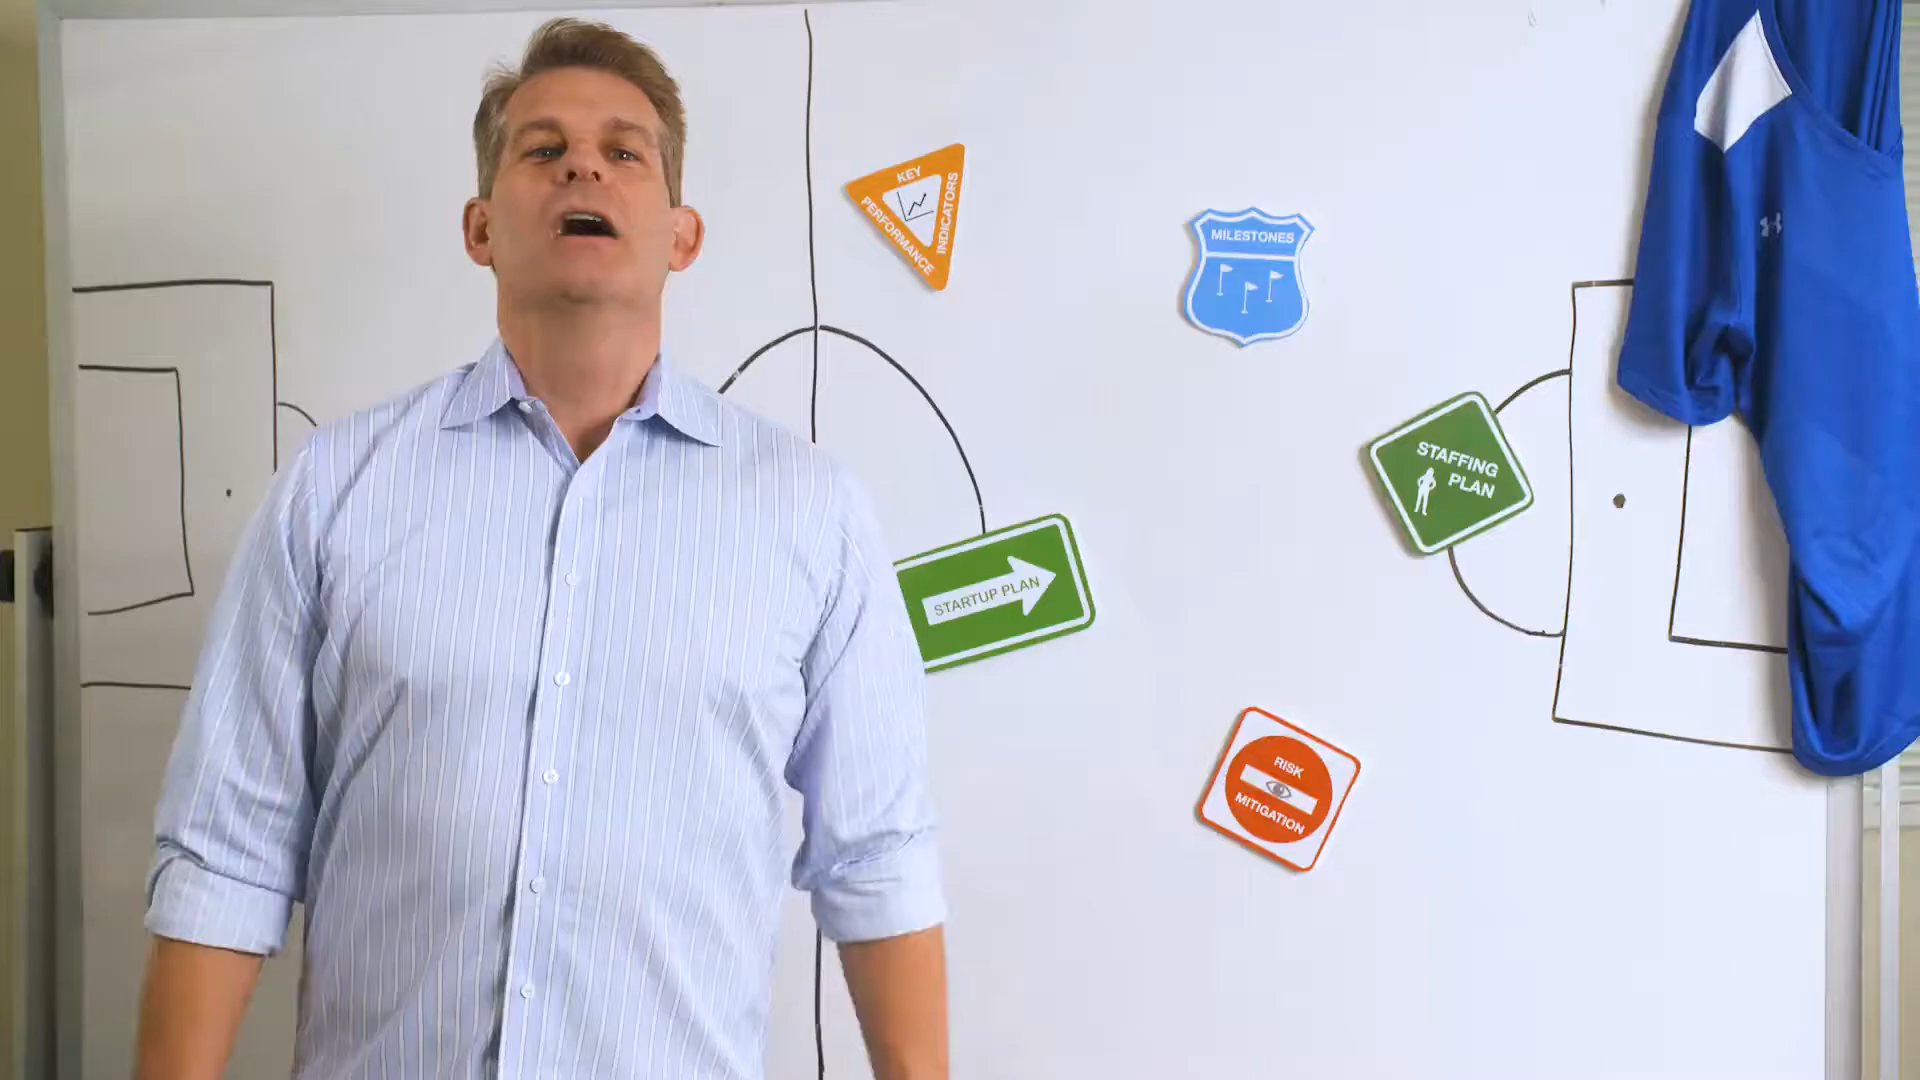 KEY
PERFORMANCE
INDICATORS
MILESTONES
STAFFING
PLAN
STARTUP PLAN
RISK
MITIGATION